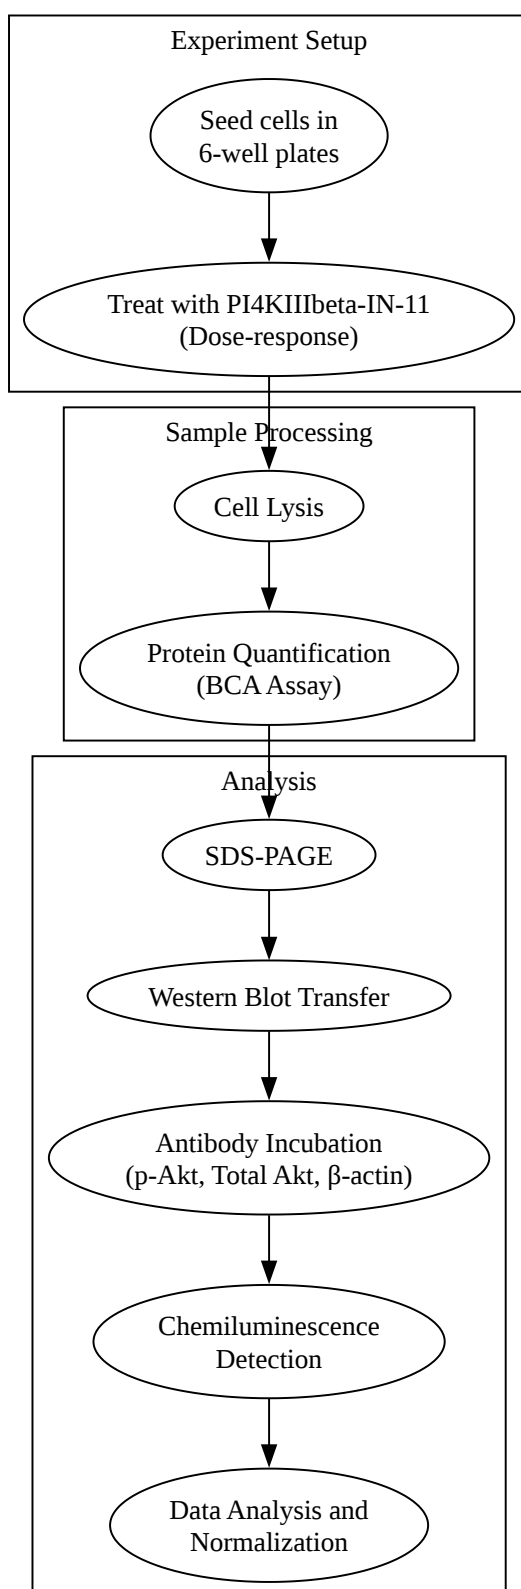 Experiment Setup
Seed cells in
6-well plates
Treat with PI4KIIIbeta-IN-11
(Dose-response)
Sample Processing
Cell Lysis
Protein Quantification
(BCA Assay)
Analysis
SDS-PAGE
Western Blot Transfer
Antibody Incubation
(p-Akt, Total Akt, β-actin)
Chemiluminescence
Detection
Data Analysis and
Normalization